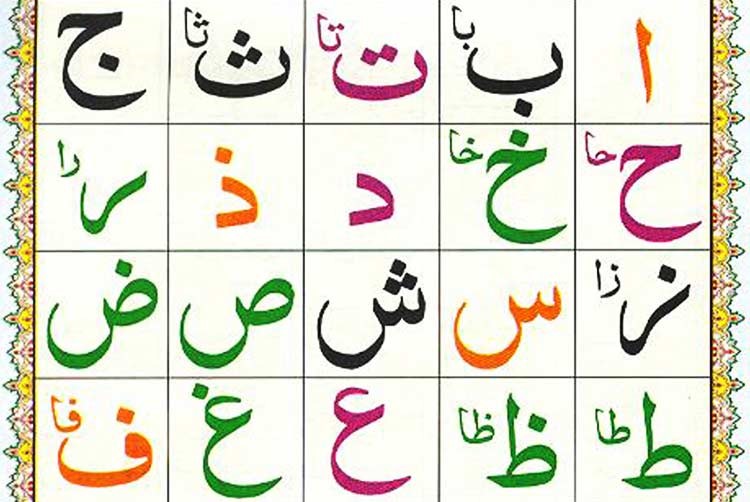 ا ب با ت تا ث ثا ج
ح حا خ خا د ذ ر را
ز زا س ش ص ض
ط طا ظ ظا ع غ ف فا